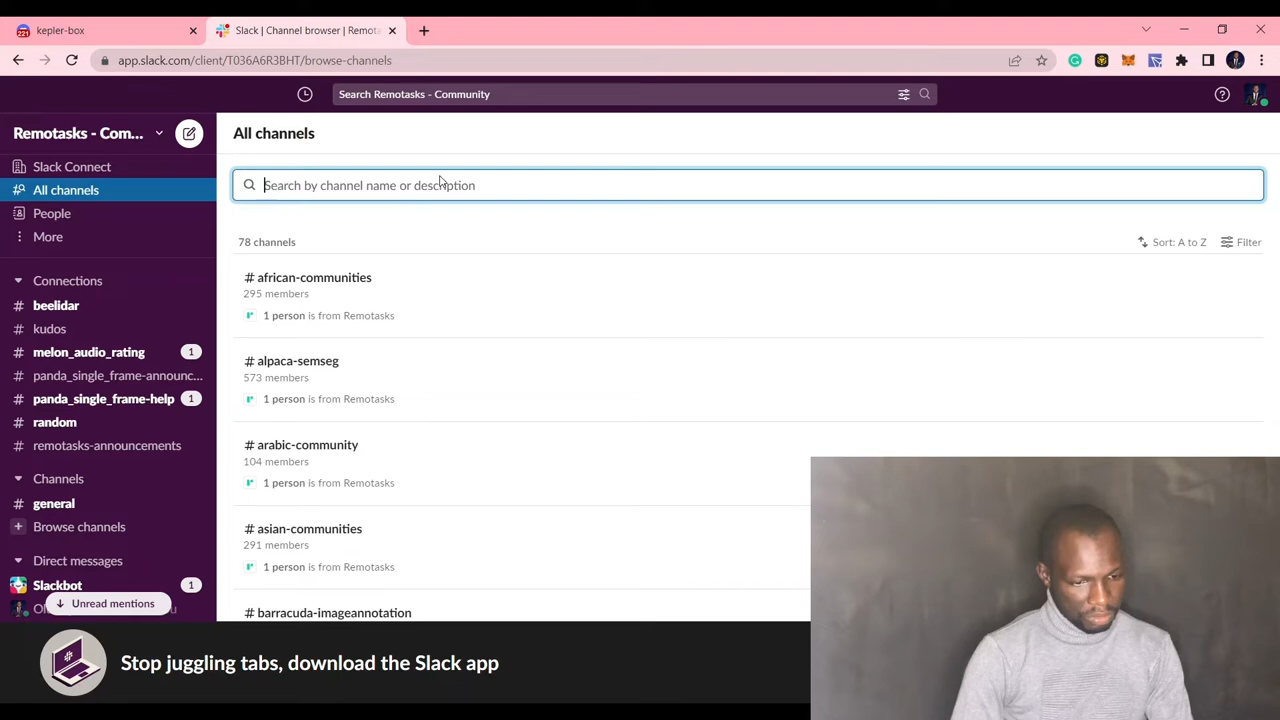 kepler-box
Slack | Channel browser | Remota
app.slack.com/client/T036A6R3BHT/browse-channels
Search Remotasks - Community
Remotasks - Com...
Slack Connect
All channels
People
More
Connections
# beelidar
# kudos
# melon_audio_rating 1
# panda_single_frame-announc...
# panda_single_frame-help 1
# random
# remotasks-announcements
Channels
# general
+ Browse channels
Direct messages
Slackbot 1
Unread mentions
All channels
Search by channel name or description
78 channels
Sort: A to Z
Filter
# african-communities
295 members
1 person is from Remotasks
# alpaca-semseg
573 members
1 person is from Remotasks
# arabic-community
104 members
1 person is from Remotasks
# asian-communities
291 members
1 person is from Remotasks
# barracuda-imageannotation
Stop juggling tabs, download the Slack app